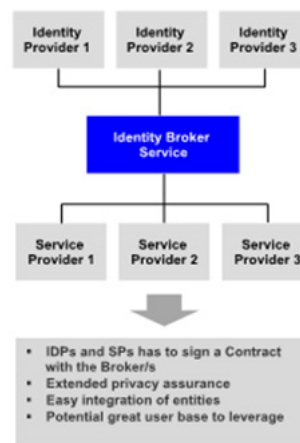 Identity Provider 1
Identity Provider 2
Identity Provider 3
Identity Broker
Service
Service Provider 1
Service Provider 2
Service Provider 3
▪ IDPs and SPs has to sign a Contract
with the Broker/s
▪ Extended privacy assurance
▪ Easy integration of entities
▪ Potential great user base to leverage